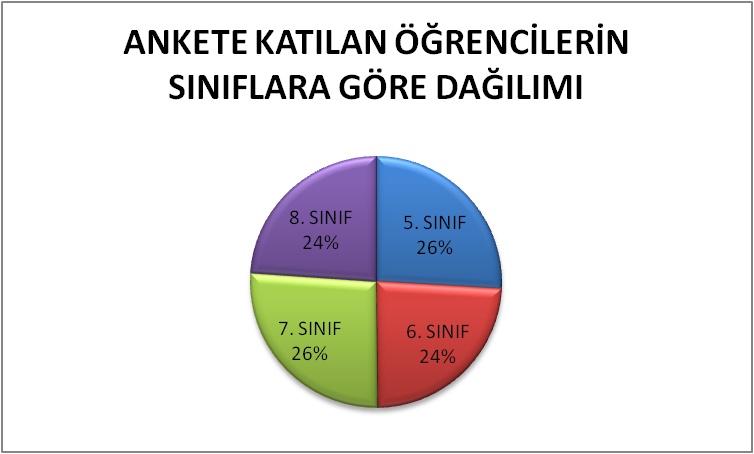 ANKETE KATILAN ÖĞRENCİLERİN
SINIFLARA GÖRE DAĞILIMI
8. SINIF
24%
5. SINIF
26%
7. SINIF
26%
6. SINIF
24%